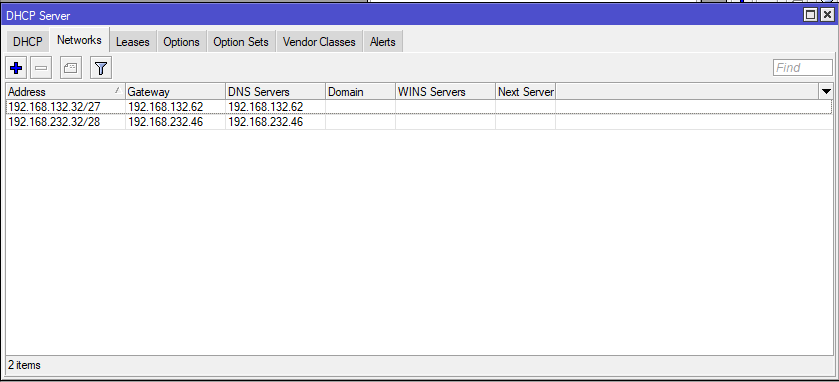 DHCP Server
DHCP Networks Leases Options Option Sets Vendor Classes Alerts
Find
Address Gateway DNS Servers Domain WINS Servers Next Server
192.168.132.32/27 192.168.132.62 192.168.132.62
192.168.232.32/28 192.168.232.46 192.168.232.46
2 items